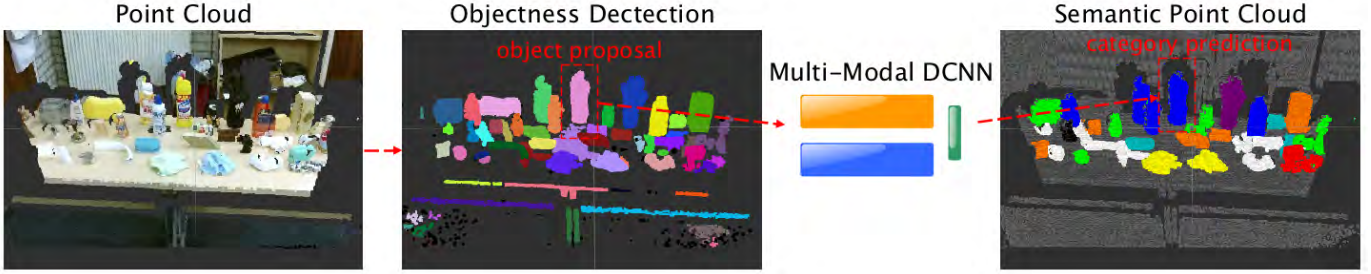 Point Cloud
Objectness Dectection
Semantic Point Cloud
object proposal
category prediction
Multi-Modal DCNN